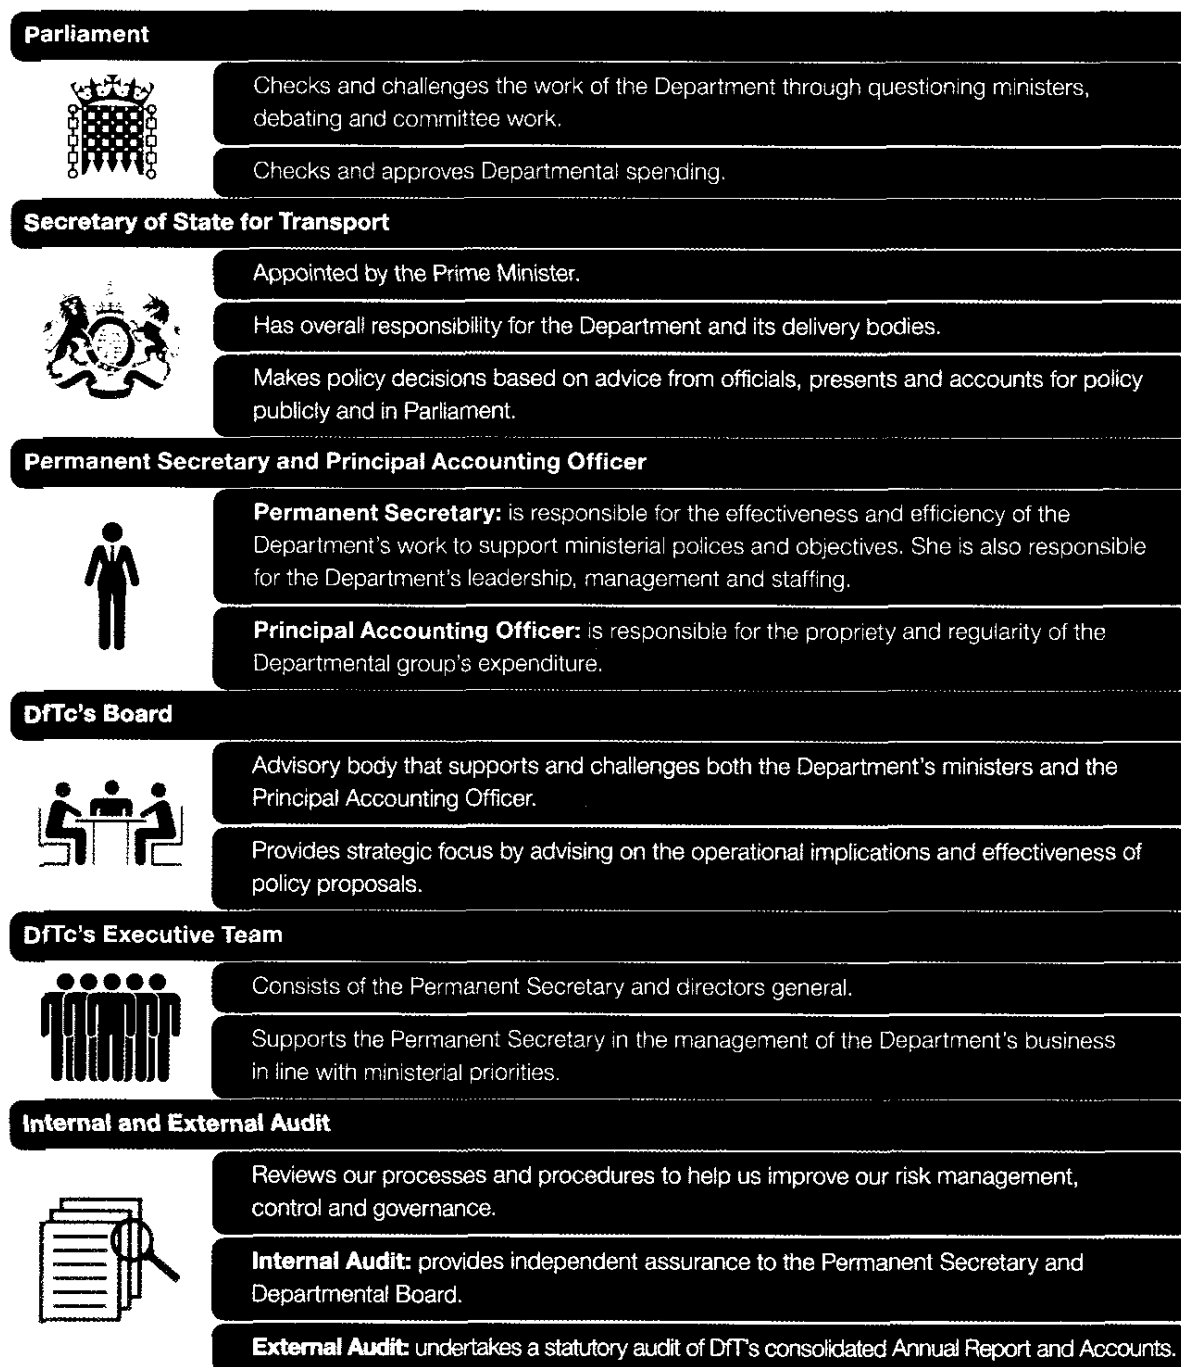 Parliament
Checks and challenges the work of the Department through questioning ministers,
debating and committee work.
Checks and approves Departmental spending.
Secretary of State for Transport
Appointed by the Prime Minister.
Has overall responsibility for the Department and its delivery bodies.
Makes policy decisions based on advice from officials, presents and accounts for policy
publicly and in Parliament.
Permanent Secretary and Principal Accounting Officer
Permanent Secretary: is responsible for the effectiveness and efficiency of the
Department's work to support ministerial polices and objectives. She is also responsible
for the Department's leadership, management and staffing.
Principal Accounting Officer: is responsible for the propriety and regularity of the
Departmental group's expenditure.
DfTc's Board
Advisory body that supports and challenges both the Department's ministers and the
Principal Accounting Officer.
Provides strategic focus by advising on the operational implications and effectiveness of
policy proposals.
DfTc's Executive Team
Consists of the Permanent Secretary and directors general.
Supports the Permanent Secretary in the management of the Department's business
in line with ministerial priorities.
Internal and External Audit
Reviews our processes and procedures to help us improve our risk management,
control and governance.
Internal Audit: provides independent assurance to the Permanent Secretary and
Departmental Board.
External Audit: undertakes a statutory audit of DfT's consolidated Annual Report and Accounts.